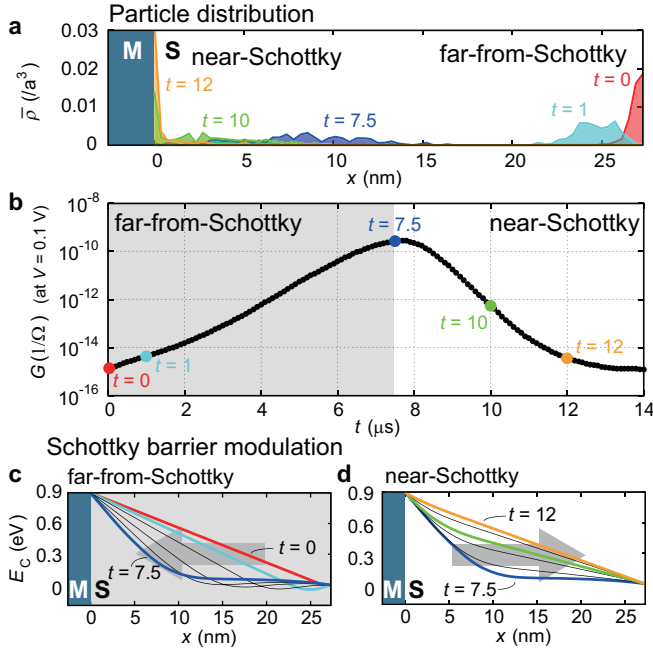 Particle distribution
a
M S near-Schottky far-from-Schottky
0.03
0.02
0.01
0
ρ̅ (/a³)
t = 12
t = 10
t = 7.5
t = 1
t = 0
0 5 10 15 20 25
x (nm)
b
far-from-Schottky near-Schottky
10⁻⁸
10⁻¹⁰
10⁻¹²
10⁻¹⁴
10⁻¹⁶
G (1/Ω) (at V = 0.1 V)
t = 7.5
t = 10
t = 12
t = 1
t = 0
0 2 4 6 8 10 12 14
t (μs)
Schottky barrier modulation
c far-from-Schottky
0.9
0.6
0.3
0
E_C (eV)
t = 0
t = 7.5
M S
0 5 10 15 20 25
x (nm)
d near-Schottky
0.9
0.6
0.3
0
t = 12
t = 7.5
M S
0 5 10 15 20 25
x (nm)